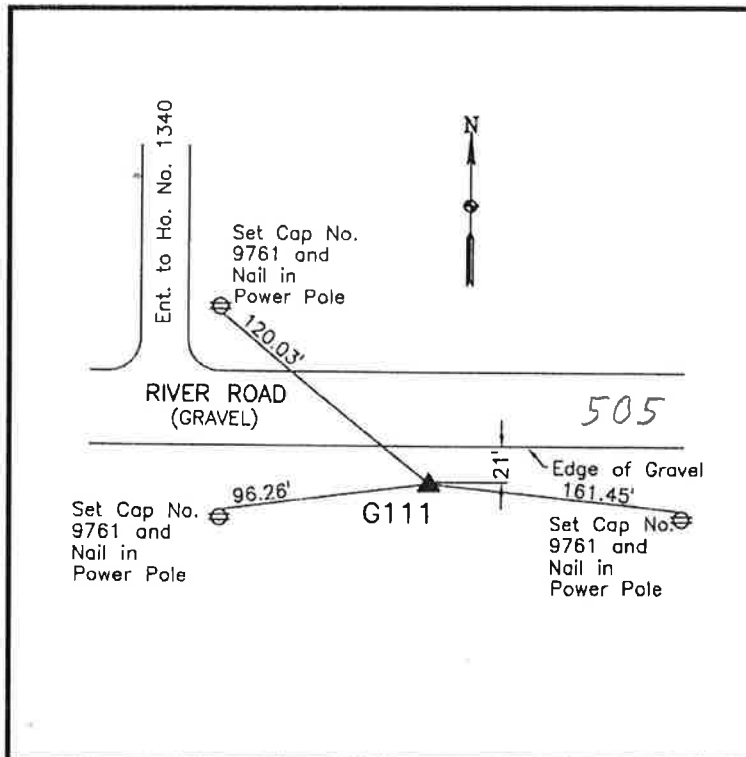 Ent. to Ho. No. 1340
N
Set Cap No.
9761 and
Nail in
Power Pole
120.03'
RIVER ROAD
(GRAVEL)
505
21'
Edge of Gravel
96.26'
G111
161.45'
Set Cap No.
9761 and
Nail in
Power Pole
Set Cap No.
9761 and
Nail in
Power Pole